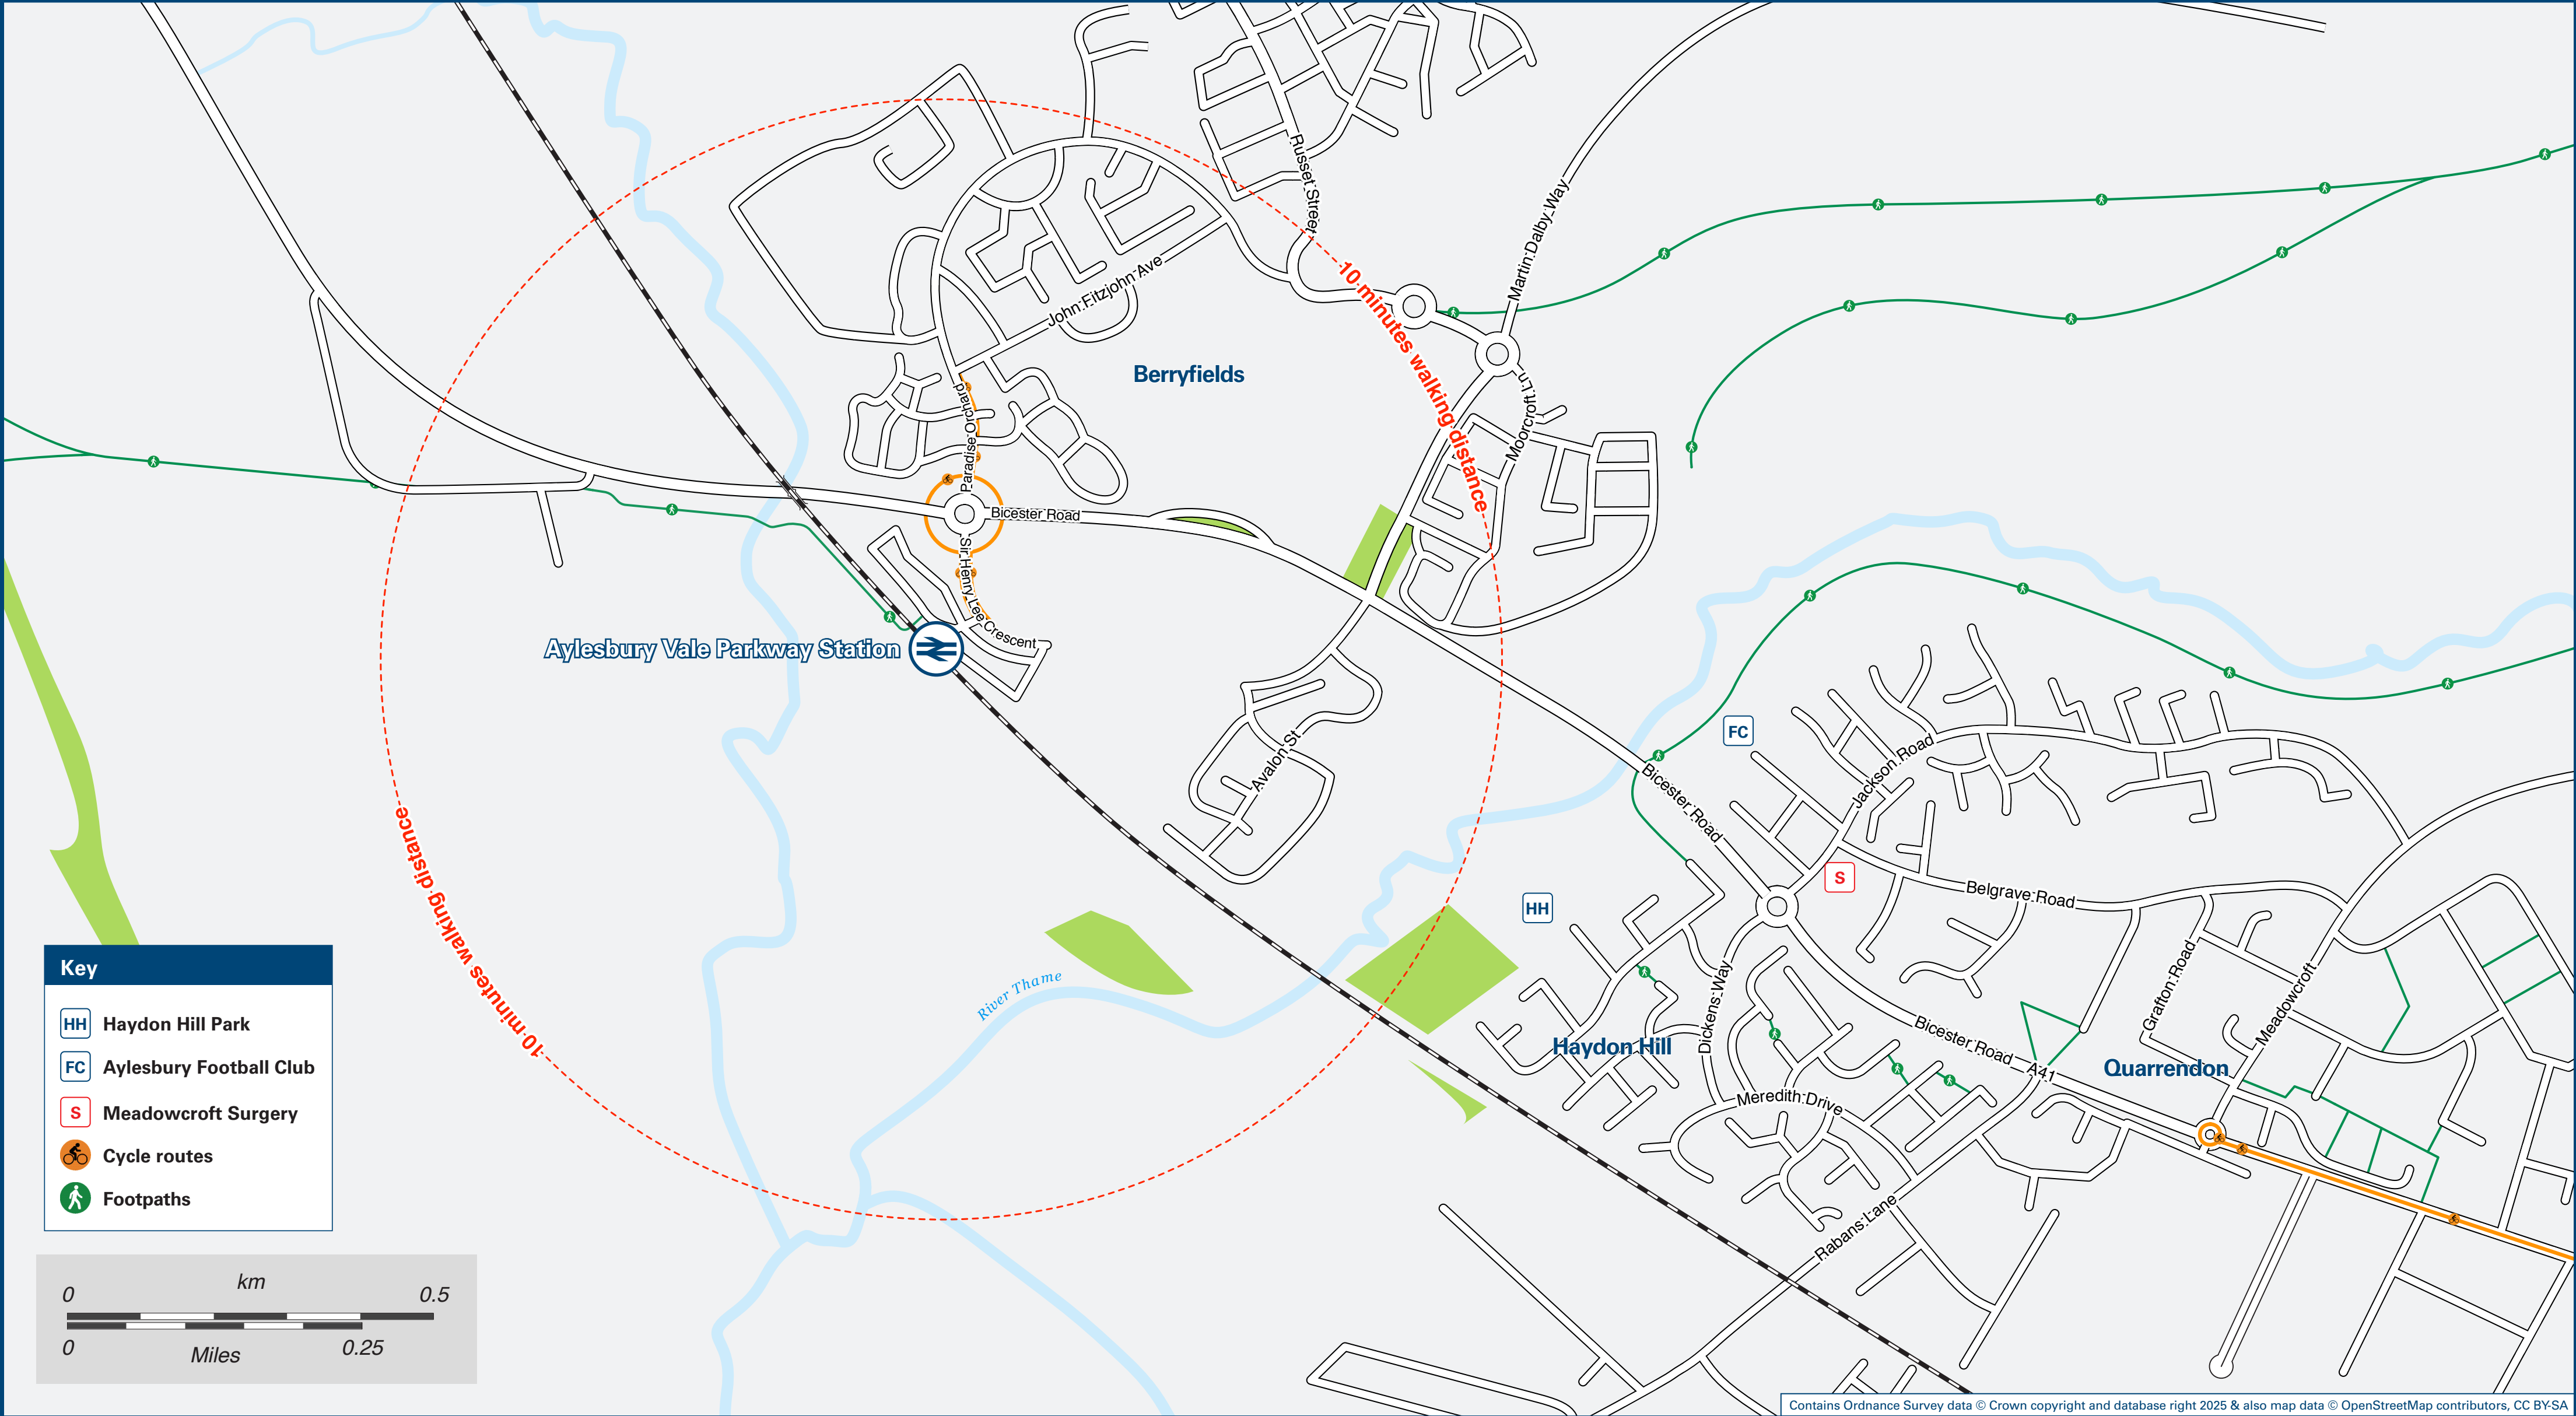 Russet Street
Martin Dalby Way
10 minutes walking distance
John Fitzjohn Ave
Berryfields
Moorcroft Ln
Paradise Orchard
Bicester Road
Sir Henry Lee Crescent
Aylesbury Vale Parkway Station
FC
Jackson Road
Avalon St
Bicester Road
10 minutes walking distance
S
Belgrave Road
HH
River Thame
Dickens Way
Grafton Road
Meadowcroft
Haydon Hill
Bicester Road
A41
Quarrendon
Meredith Drive
Rabans Lane
Key
HH Haydon Hill Park
FC Aylesbury Football Club
S Meadowcroft Surgery
Cycle routes
Footpaths
km
0 0.5
0 0.25
Miles
Contains Ordnance Survey data © Crown copyright and database right 2025 & also map data © OpenStreetMap contributors, CC BY-SA